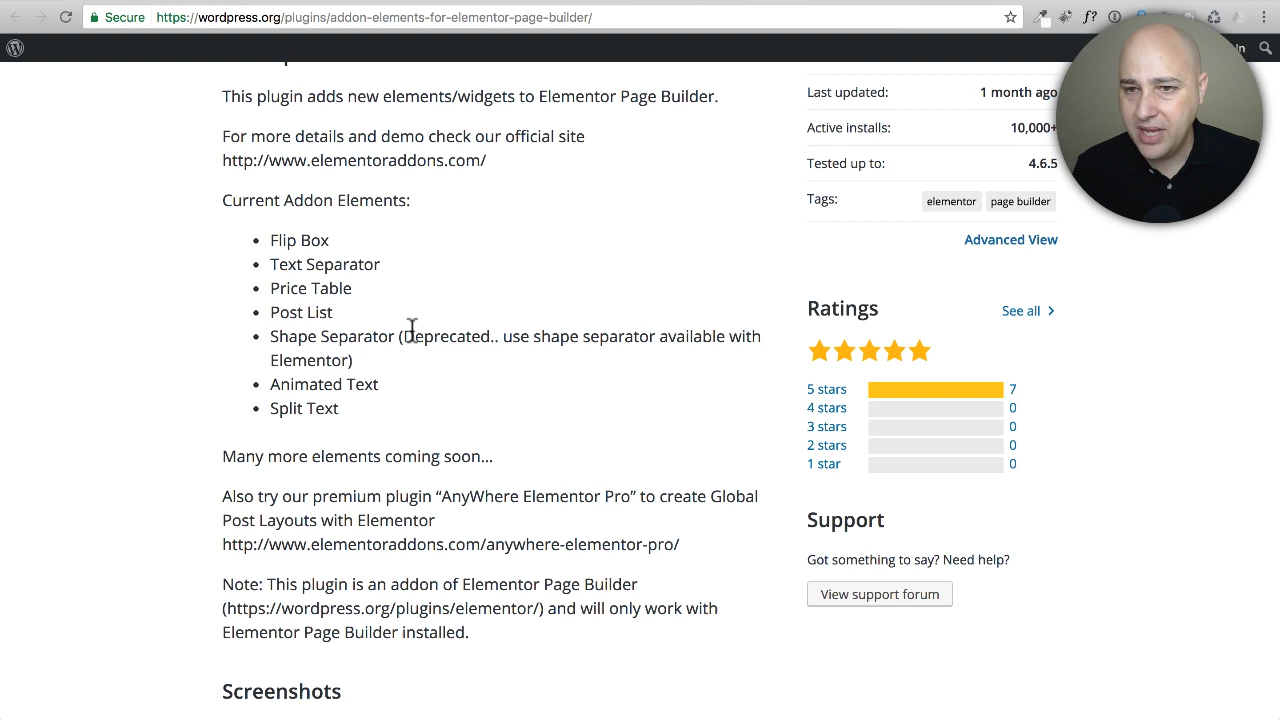 Secure https://wordpress.org/plugins/addon-elements-for-elementor-page-builder/
f?
in
This plugin adds new elements/widgets to Elementor Page Builder.
For more details and demo check our official site
http://www.elementoraddons.com/
Current Addon Elements:
• Flip Box
• Text Separator
• Price Table
• Post List
• Shape Separator (Deprecated.. use shape separator available with
Elementor)
• Animated Text
• Split Text
Many more elements coming soon...
Also try our premium plugin “AnyWhere Elementor Pro” to create Global
Post Layouts with Elementor
http://www.elementoraddons.com/anywhere-elementor-pro/
Note: This plugin is an addon of Elementor Page Builder
(https://wordpress.org/plugins/elementor/) and will only work with
Elementor Page Builder installed.
Screenshots
Last updated: 1 month ago
Active installs: 10,000+
Tested up to: 4.6.5
Tags: elementor page builder
Advanced View
Ratings See all
5 stars 7
4 stars 0
3 stars 0
2 stars 0
1 star 0
Support
Got something to say? Need help?
View support forum